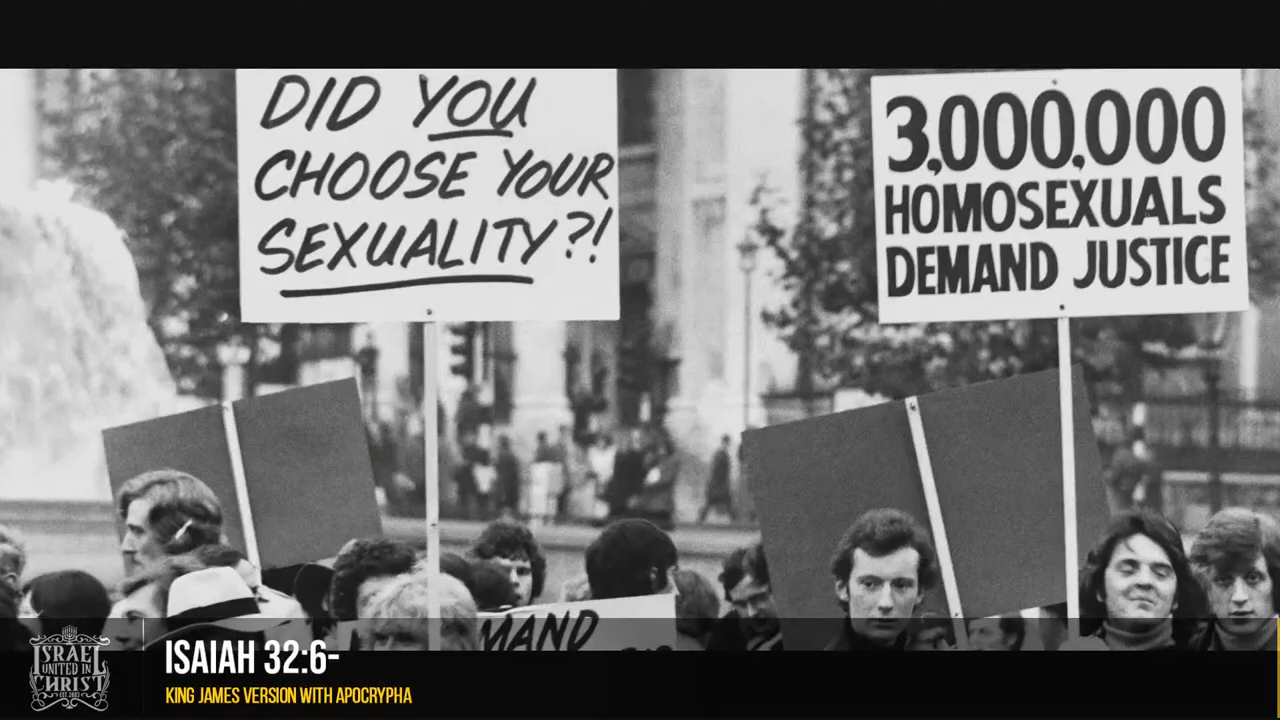 DID YOU
CHOOSE YOUR
SEXUALITY?!
3,000,000
HOMOSEXUALS
DEMAND JUSTICE
MAND
ISRAEL
UNITED IN
CHRIST
ISAIAH 32:6-
KING JAMES VERSION WITH APOCRYPHA